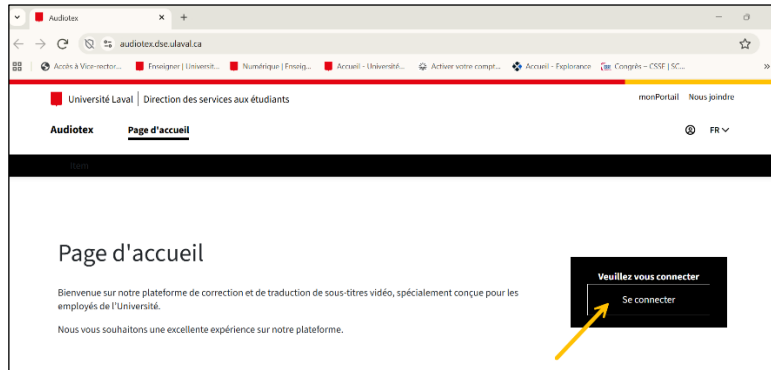 Audiotex
audiotex.dse.ulaval.ca
Accès à Vice-rector... Enseigner | Universit... Numérique | Enseig... Accueil - Université... Activer votre compt... Accueil - Explorance Congrès – CSSE | SC...
Université Laval | Direction des services aux étudiants monPortail Nous joindre
Audiotex Page d'accueil FR
Item
Page d'accueil
Veuillez vous connecter
Se connecter
Bienvenue sur notre plateforme de correction et de traduction de sous-titres vidéo, spécialement conçue pour les
employés de l'Université.
Nous vous souhaitons une excellente expérience sur notre plateforme.